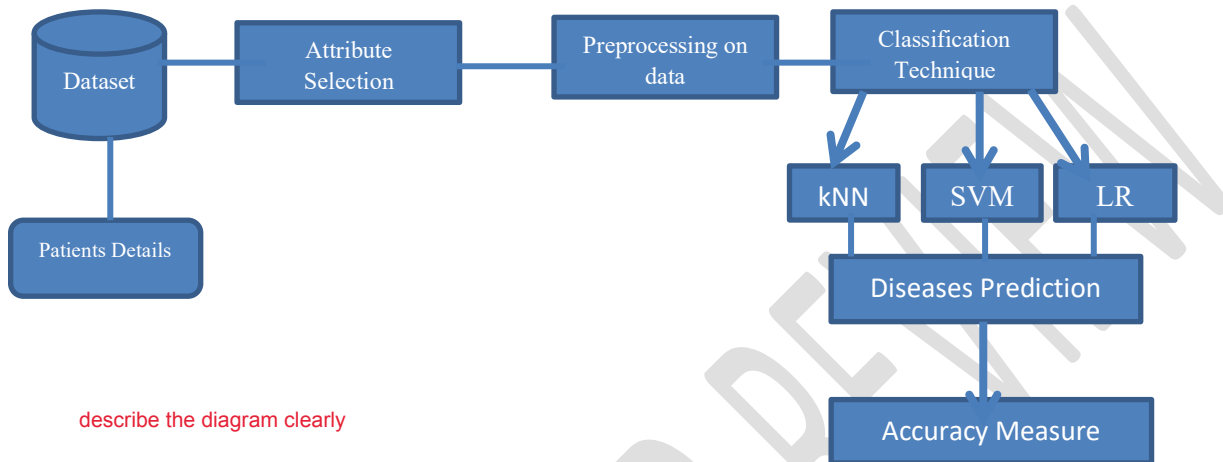 Dataset
Attribute
Selection
Preprocessing on
data
Classification
Technique
kNN
SVM
LR
Patients Details
Diseases Prediction
Accuracy Measure
describe the diagram clearly